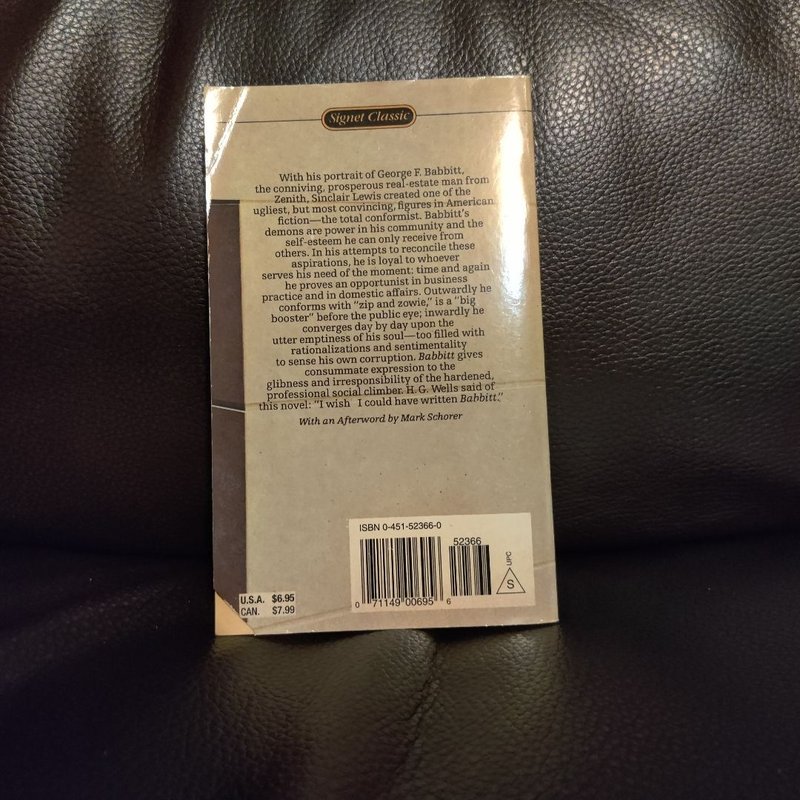 Signet Classic
With his portrait of George F. Babbitt,
the conniving, prosperous real-estate man from
Zenith, Sinclair Lewis created one of the
ugliest, but most convincing, figures in American
fiction—the total conformist. Babbitt's
demons are power in his community and the
self-esteem he can only receive from
others. In his attempts to reconcile these
aspirations, he is loyal to whoever
serves his need of the moment: time and again
he proves an opportunist in business
practice and in domestic affairs. Outwardly he
conforms with "zip and zowie," is a "big
booster" before the public eye; inwardly he
converges day by day upon the
utter emptiness of his soul—too filled with
rationalizations and sentimentality
to sense his own corruption. Babbitt gives
consummate expression to the
glibness and irresponsibility of the hardened,
professional social climber. H. G. Wells said of
this novel: "I wish I could have written Babbitt."
With an Afterword by Mark Schorer
ISBN 0-451-52366-0
52366
UPC
S
0 71149 00695 6
U.S.A. $6.95
CAN. $7.99